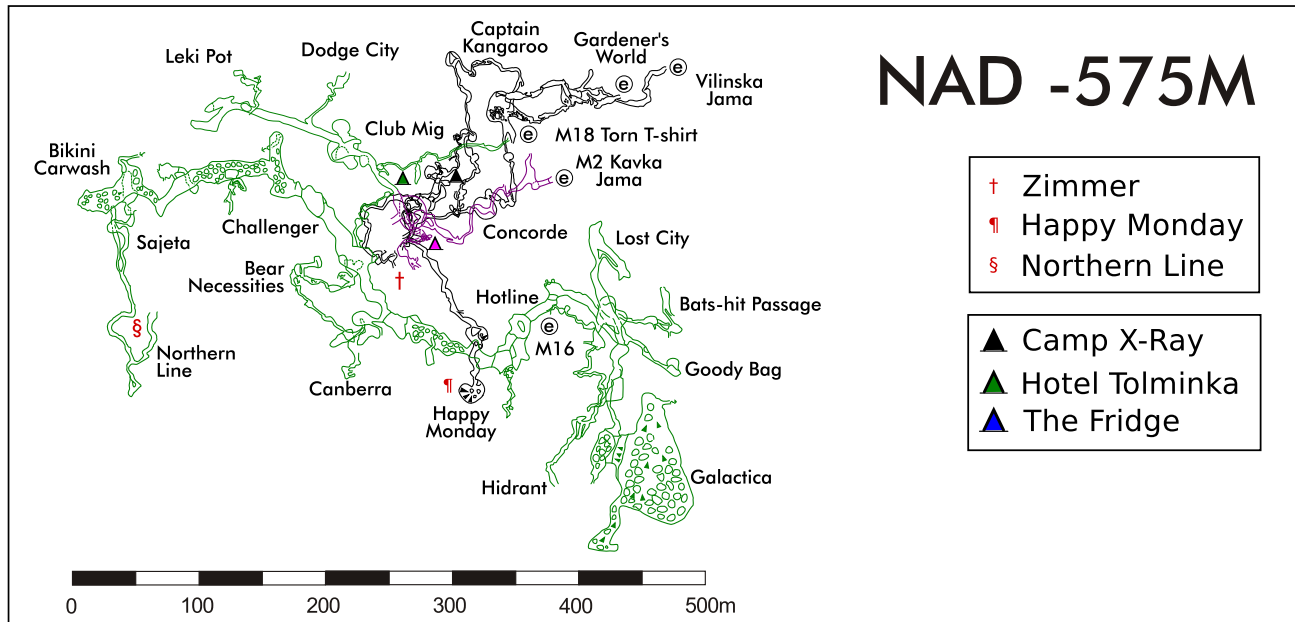 NAD -575M
Captain
Kangaroo
Gardener's
World
Dodge City
Leki Pot
e
e
Vilinska
Jama
Club Mig
e
M18 Torn T-shirt
Bikini
Carwash
M2 Kavka
Jama
e
Sajeta
Challenger
Concorde
Lost City
Bear
Necessities
†
Hotline
Bats-hit Passage
§
e
M16
Northern
Line
Canberra
¶
Happy
Monday
Goody Bag
Hidrant
Galactica
† Zimmer
¶ Happy Monday
§ Northern Line
Camp X-Ray
Hotel Tolminka
The Fridge
0 100 200 300 400 500m